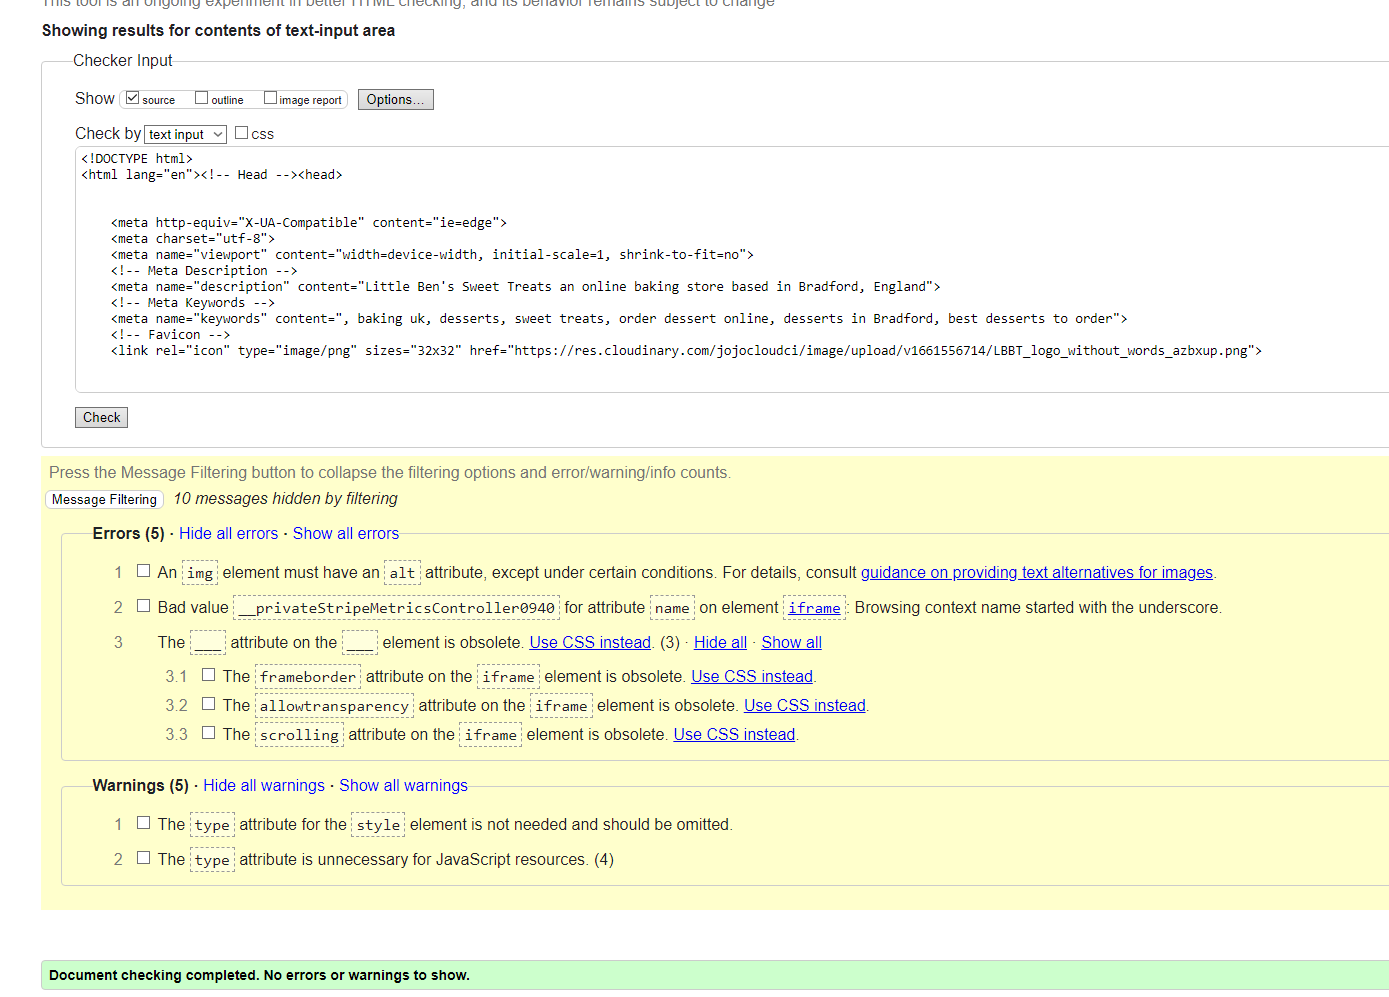 This tool is an ongoing experiment in better HTML checking, and its behavior remains subject to change
Showing results for contents of text-input area
Checker Input
Show source outline image report Options...
Check by text input css
<!DOCTYPE html>
<html lang="en"><!-- Head --><head>
<meta http-equiv="X-UA-Compatible" content="ie=edge">
<meta charset="utf-8">
<meta name="viewport" content="width=device-width, initial-scale=1, shrink-to-fit=no">
<!-- Meta Description -->
<meta name="description" content="Little Ben's Sweet Treats an online baking store based in Bradford, England">
<!-- Meta Keywords -->
<meta name="keywords" content=", baking uk, desserts, sweet treats, order dessert online, desserts in Bradford, best desserts to order">
<!-- Favicon -->
<link rel="icon" type="image/png" sizes="32x32" href="https://res.cloudinary.com/jojocloudci/image/upload/v1661556714/LBBT_logo_without_words_azbxup.png">
Check
Press the Message Filtering button to collapse the filtering options and error/warning/info counts.
Message Filtering 10 messages hidden by filtering
Errors (5) · Hide all errors · Show all errors
1 An img element must have an alt attribute, except under certain conditions. For details, consult guidance on providing text alternatives for images.
2 Bad value __privateStripeMetricsController0940 for attribute name on element iframe: Browsing context name started with the underscore.
3 The ___ attribute on the ___ element is obsolete. Use CSS instead. (3) · Hide all · Show all
3.1 The frameborder attribute on the iframe element is obsolete. Use CSS instead.
3.2 The allowtransparency attribute on the iframe element is obsolete. Use CSS instead.
3.3 The scrolling attribute on the iframe element is obsolete. Use CSS instead.
Warnings (5) · Hide all warnings · Show all warnings
1 The type attribute for the style element is not needed and should be omitted.
2 The type attribute is unnecessary for JavaScript resources. (4)
Document checking completed. No errors or warnings to show.